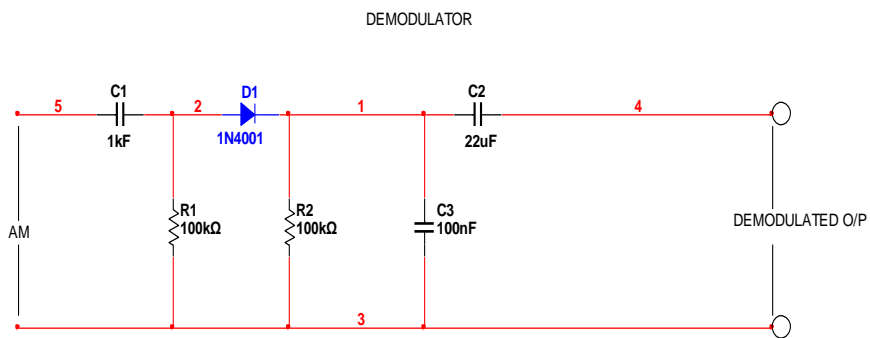 DEMODULATOR
5
C1
1kF
2
D1
1N4001
1
C2
22uF
4
AM
R1
100kΩ
R2
100kΩ
C3
100nF
DEMODULATED O/P
3